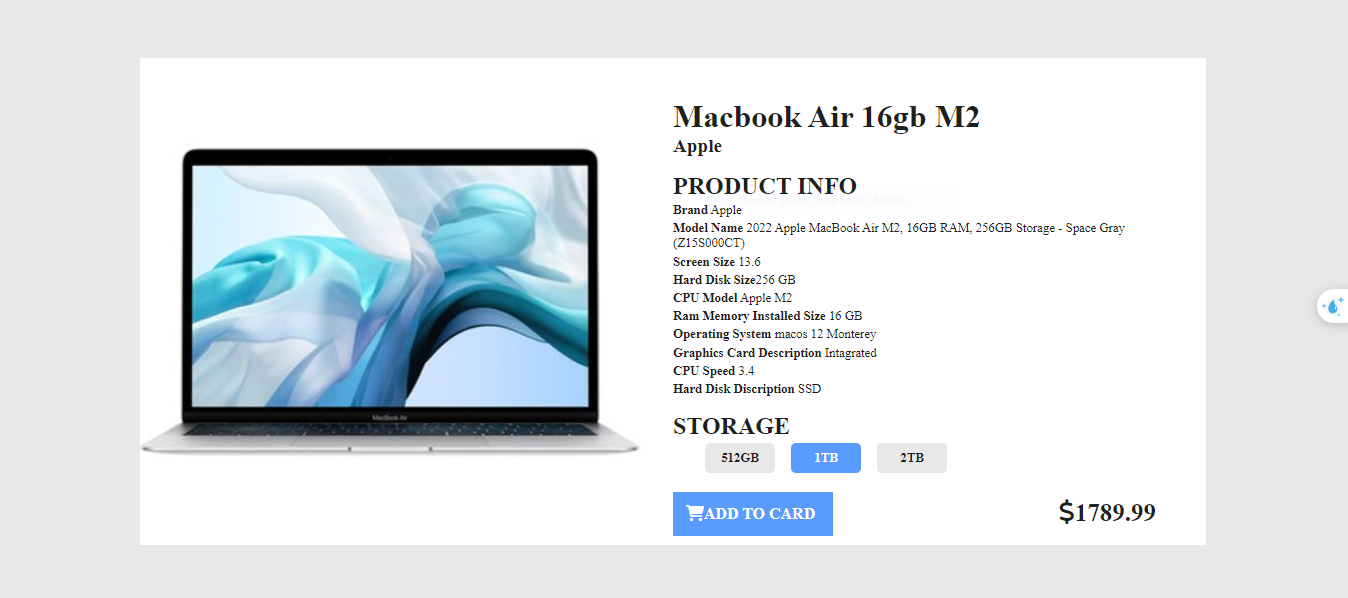 Macbook Air 16gb M2
Apple
PRODUCT INFO
Brand Apple
Model Name 2022 Apple MacBook Air M2, 16GB RAM, 256GB Storage - Space Gray
(Z15S000CT)
Screen Size 13.6
Hard Disk Size256 GB
CPU Model Apple M2
Ram Memory Installed Size 16 GB
Operating System macos 12 Monterey
Graphics Card Description Intagrated
CPU Speed 3.4
Hard Disk Discription SSD
MacBook Air
STORAGE
512GB 1TB 2TB
ADD TO CARD $1789.99